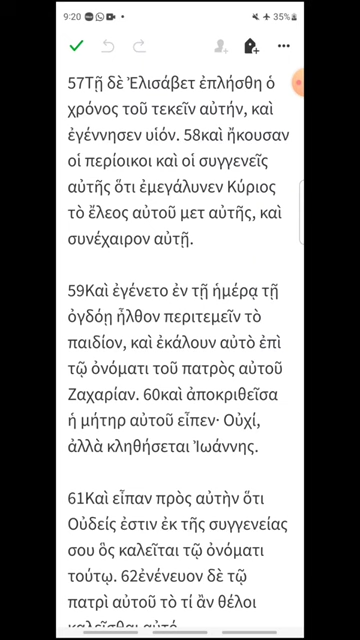 9:20
35%
57Τῇ δὲ Ἐλισάβετ ἐπλήσθη ὁ
χρόνος τοῦ τεκεῖν αὐτήν, καὶ
ἐγέννησεν υἱόν. 58καὶ ἤκουσαν
οἱ περίοικοι καὶ οἱ συγγενεῖς
αὐτῆς ὅτι ἐμεγάλυνεν Κύριος
τὸ ἔλεος αὐτοῦ μετ αὐτῆς, καὶ
συνέχαιρον αὐτῇ.
59Καὶ ἐγένετο ἐν τῇ ἡμέρᾳ τῇ
ὀγδόῃ ἦλθον περιτεμεῖν τὸ
παιδίον, καὶ ἐκάλουν αὐτὸ ἐπὶ
τῷ ὀνόματι τοῦ πατρὸς αὐτοῦ
Ζαχαρίαν. 60καὶ ἀποκριθεῖσα
ἡ μήτηρ αὐτοῦ εἶπεν· Οὐχί,
ἀλλὰ κληθήσεται Ἰωάννης.
61Καὶ εἶπαν πρὸς αὐτὴν ὅτι
Οὐδείς ἐστιν ἐκ τῆς συγγενείας
σου ὃς καλεῖται τῷ ὀνόματι
τούτῳ. 62ἐνένευον δὲ τῷ
πατρὶ αὐτοῦ τὸ τί ἂν θέλοι
καλεῖσθαι αὐτό